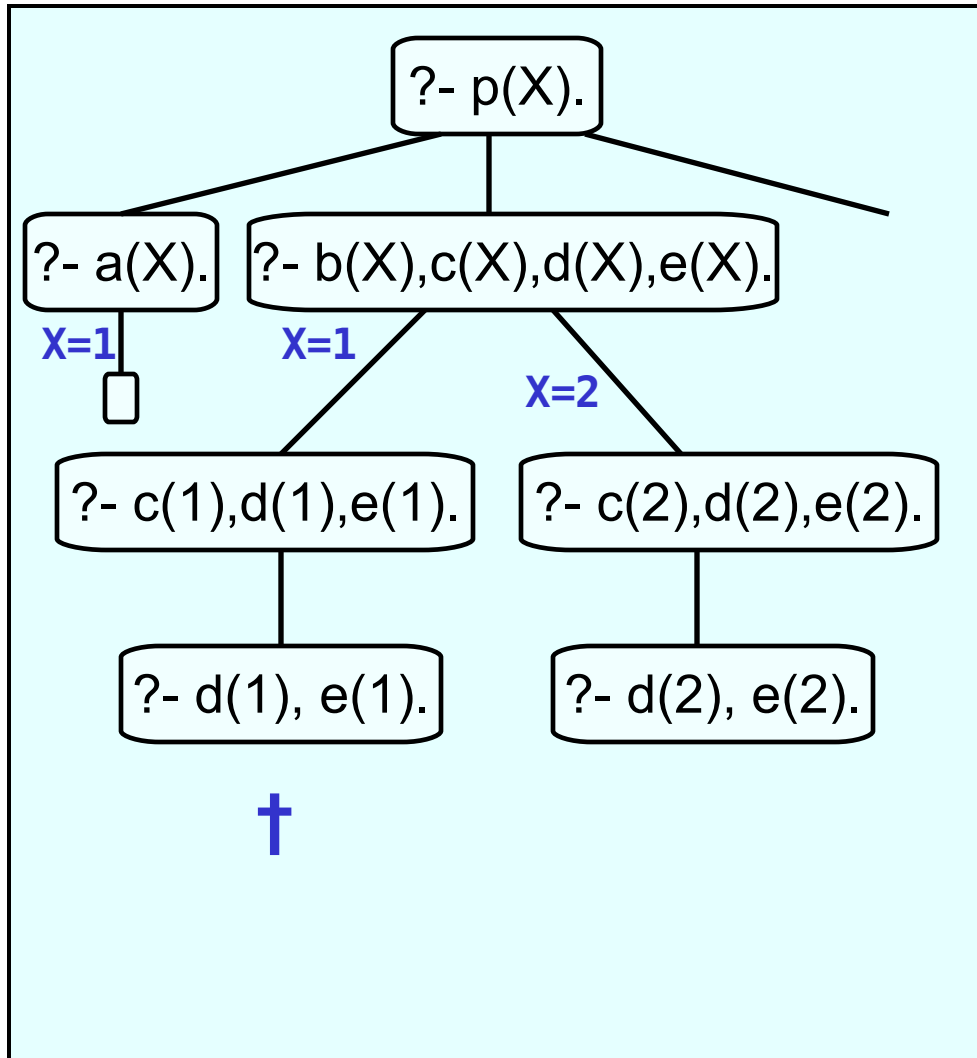 ?- p(X).
?- a(X).
?- b(X),c(X),d(X),e(X).
X=1
X=1
X=2
?- c(1),d(1),e(1).
?- c(2),d(2),e(2).
?- d(1), e(1).
?- d(2), e(2).
†